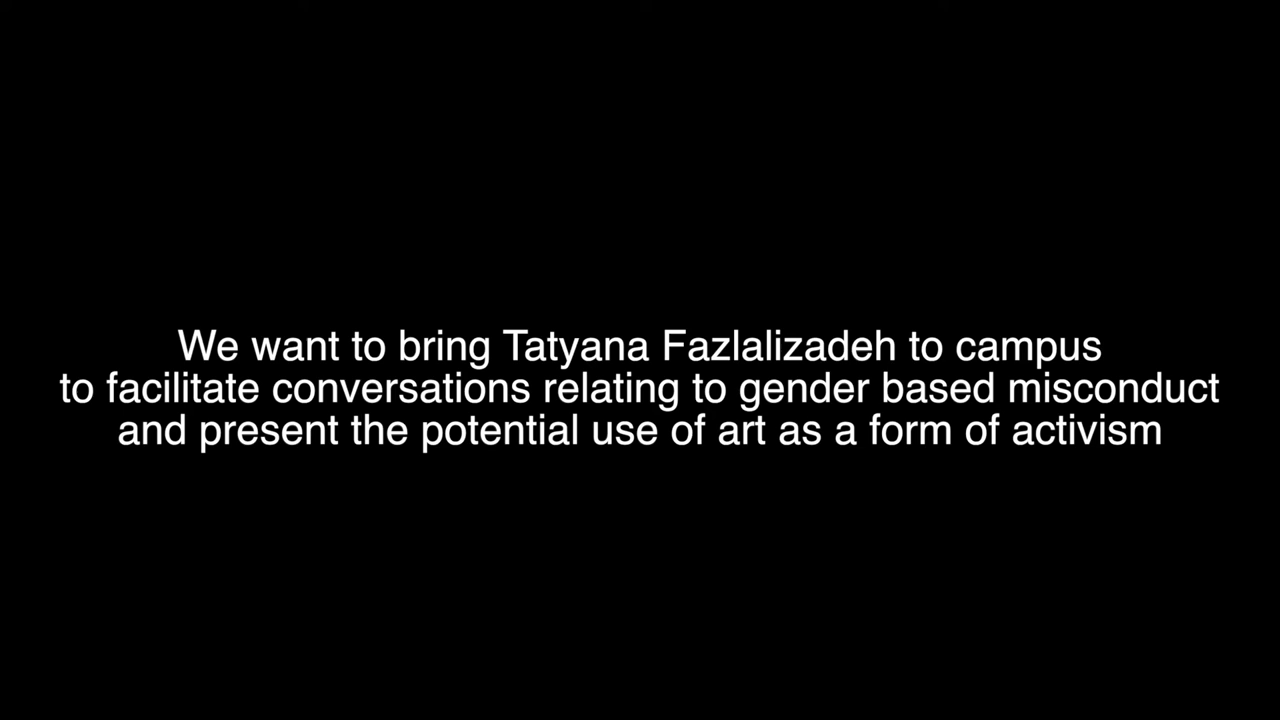 We want to bring Tatyana Fazlalizadeh to campus
to facilitate conversations relating to gender based misconduct
and present the potential use of art as a form of activism